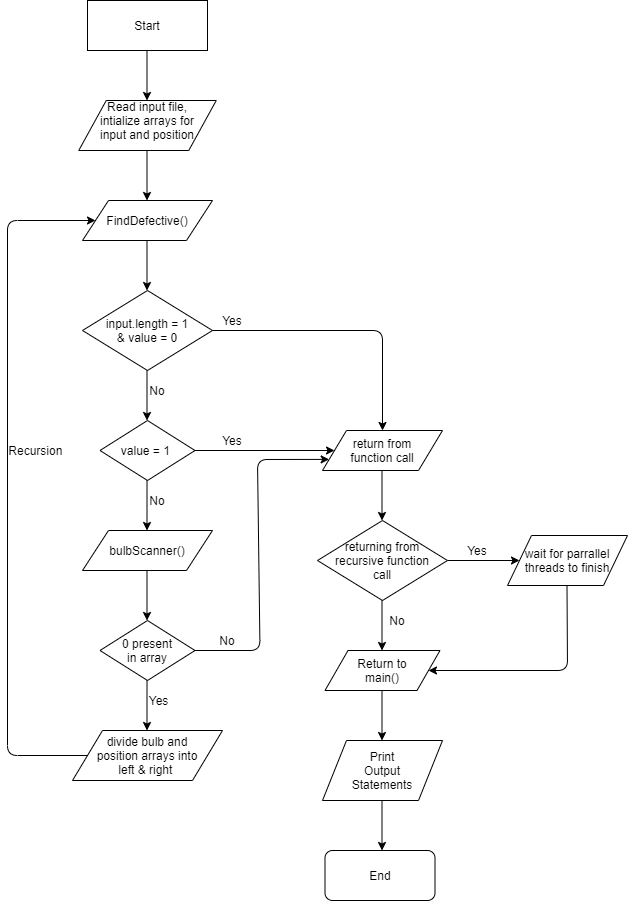 Start
Read input file,
intialize arrays for
input and position
FindDefective()
input.length = 1
& value = 0
Yes
No
value = 1
Yes
No
Recursion
return from
function call
bulbScanner()
returning from
recursive function
call
Yes
wait for parrallel
threads to finish
No
0 present
in array
No
Yes
Return to
main()
divide bulb and
position arrays into
left & right
Print
Output
Statements
End